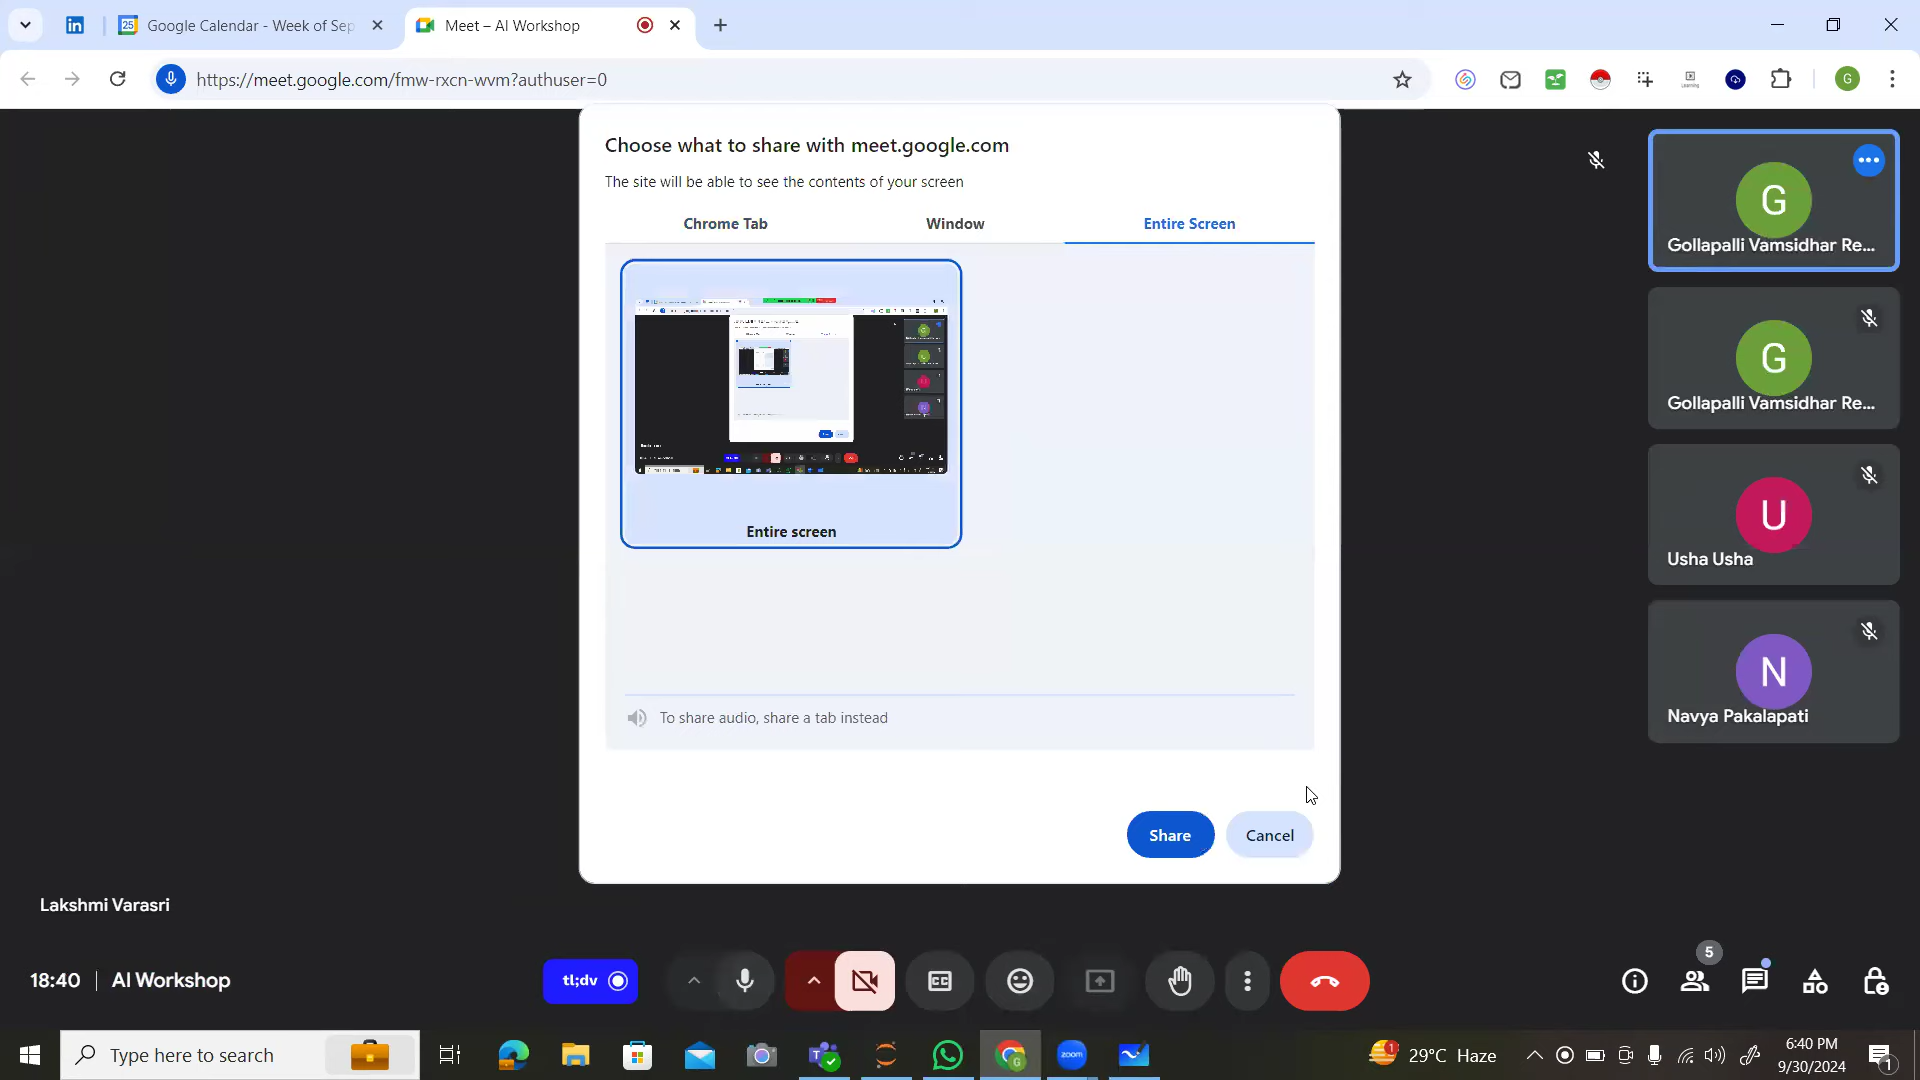 Google Calendar - Week of Sep
Meet – AI Workshop
https://meet.google.com/fmw-rxcn-wvm?authuser=0
G
Choose what to share with meet.google.com
The site will be able to see the contents of your screen
Chrome Tab
Window
Entire Screen
Entire screen
To share audio, share a tab instead
Share
Cancel
G
Gollapalli Vamsidhar Re...
G
Gollapalli Vamsidhar Re...
U
Usha Usha
N
Navya Pakalapati
Lakshmi Varasri
18:40
AI Workshop
tl;dv
5
Type here to search
zoom
29°C Haze
6:40 PM
9/30/2024